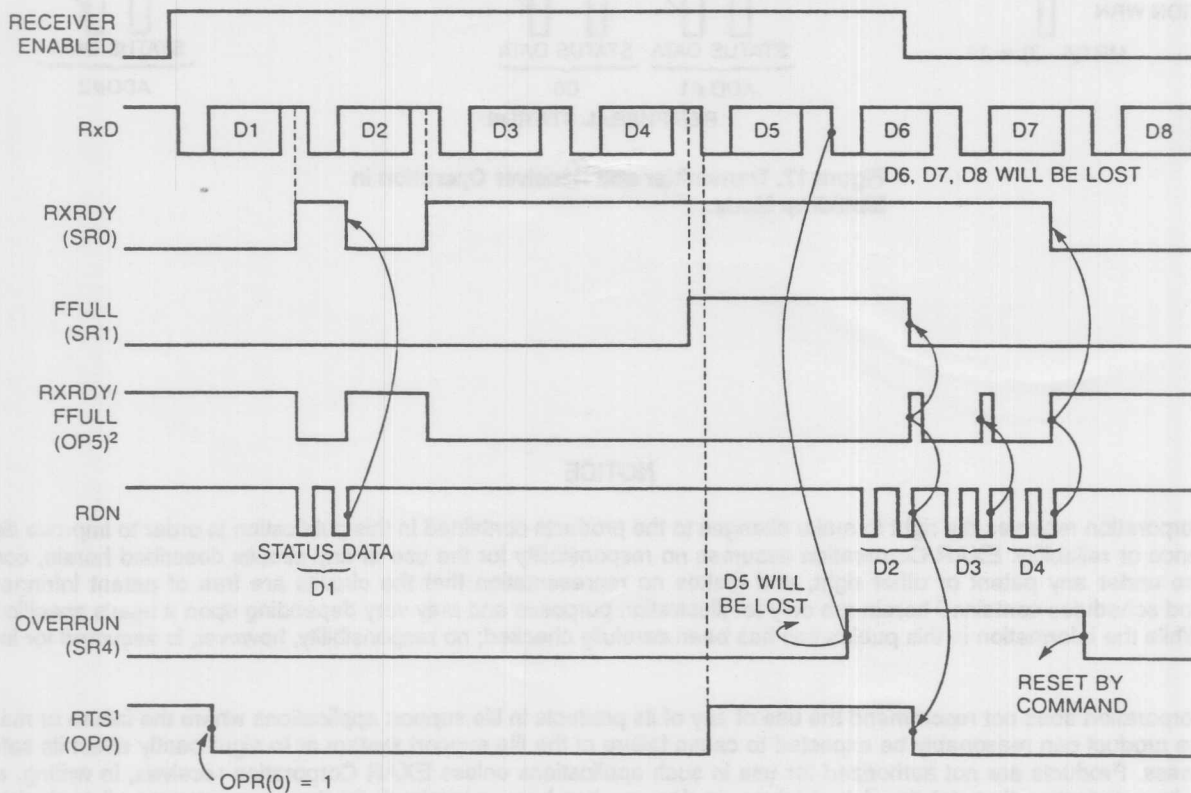 RECEIVER
ENABLED
RxD
D1
D2
D3
D4
D5
D6
D7
D8
D6, D7, D8 WILL BE LOST
RXRDY
(SR0)
FFULL
(SR1)
RXRDY/
FFULL
(OP5)²
RDN
STATUS DATA
D1
D2
D3
D4
D5 WILL
BE LOST
OVERRUN
(SR4)
RESET BY
COMMAND
RTS¹
(OP0)
OPR(0) = 1